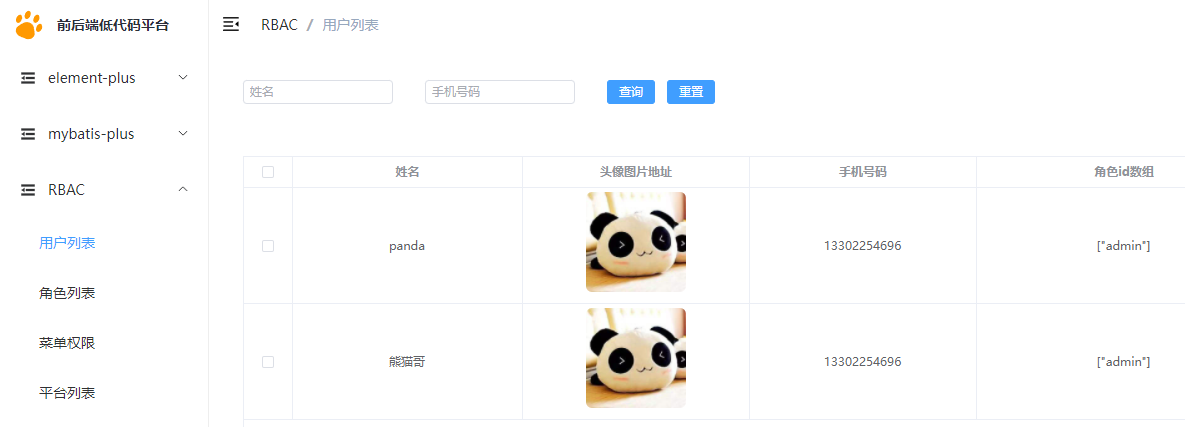 前后端低代码平台
element-plus
mybatis-plus
RBAC
用户列表
角色列表
菜单权限
平台列表
RBAC / 用户列表
姓名 手机号码 查询 重置
姓名 头像图片地址 手机号码 角色id数组
panda 13302254696 ["admin"]
熊猫哥 13302254696 ["admin"]